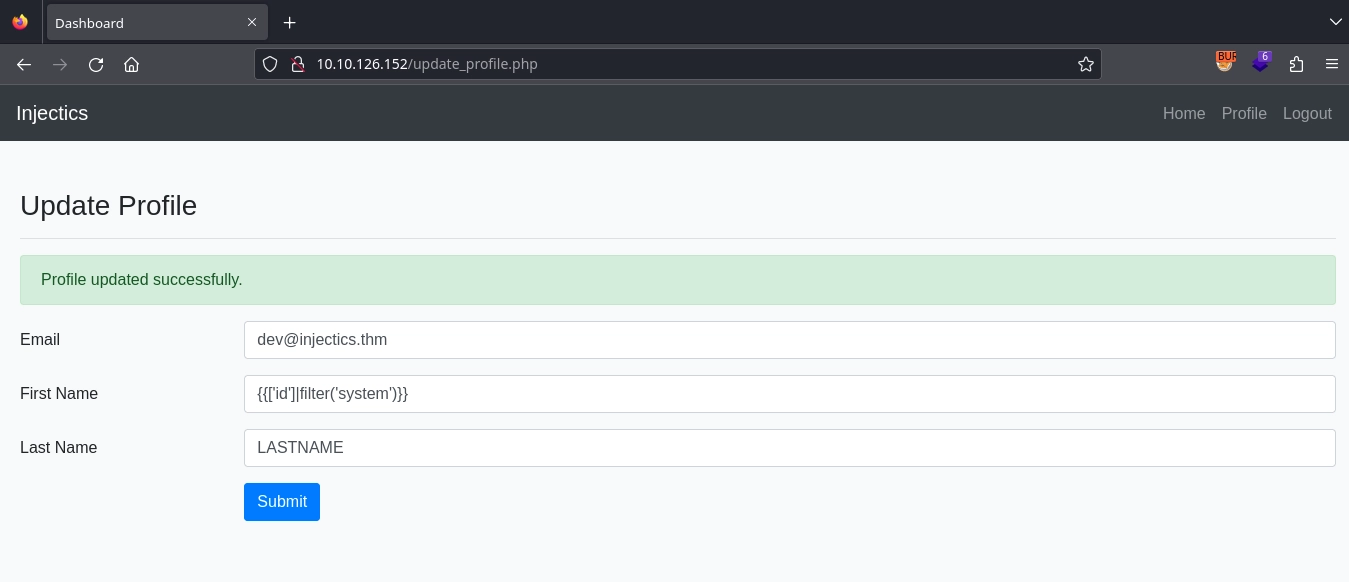 Dashboard
10.10.126.152/update_profile.php
BUR
6
Injectics
Home Profile Logout
Update Profile
Profile updated successfully.
Email
dev@injectics.thm
First Name
{{['id']|filter('system')}}
Last Name
LASTNAME
Submit